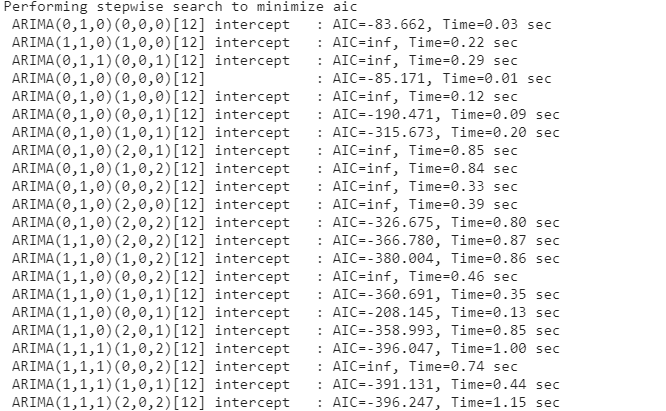 Performing stepwise search to minimize aic
 ARIMA(0,1,0)(0,0,0)[12] intercept   : AIC=-83.662, Time=0.03 sec
 ARIMA(1,1,0)(1,0,0)[12] intercept   : AIC=inf, Time=0.22 sec
 ARIMA(0,1,1)(0,0,1)[12] intercept   : AIC=inf, Time=0.29 sec
 ARIMA(0,1,0)(0,0,0)[12]             : AIC=-85.171, Time=0.01 sec
 ARIMA(0,1,0)(1,0,0)[12] intercept   : AIC=inf, Time=0.12 sec
 ARIMA(0,1,0)(0,0,1)[12] intercept   : AIC=-190.471, Time=0.09 sec
 ARIMA(0,1,0)(1,0,1)[12] intercept   : AIC=-315.673, Time=0.20 sec
 ARIMA(0,1,0)(2,0,1)[12] intercept   : AIC=inf, Time=0.85 sec
 ARIMA(0,1,0)(1,0,2)[12] intercept   : AIC=inf, Time=0.84 sec
 ARIMA(0,1,0)(0,0,2)[12] intercept   : AIC=inf, Time=0.33 sec
 ARIMA(0,1,0)(2,0,0)[12] intercept   : AIC=inf, Time=0.39 sec
 ARIMA(0,1,0)(2,0,2)[12] intercept   : AIC=-326.675, Time=0.80 sec
 ARIMA(1,1,0)(2,0,2)[12] intercept   : AIC=-366.780, Time=0.87 sec
 ARIMA(1,1,0)(1,0,2)[12] intercept   : AIC=-380.004, Time=0.86 sec
 ARIMA(1,1,0)(0,0,2)[12] intercept   : AIC=inf, Time=0.46 sec
 ARIMA(1,1,0)(1,0,1)[12] intercept   : AIC=-360.691, Time=0.35 sec
 ARIMA(1,1,0)(0,0,1)[12] intercept   : AIC=-208.145, Time=0.13 sec
 ARIMA(1,1,0)(2,0,1)[12] intercept   : AIC=-358.993, Time=0.85 sec
 ARIMA(1,1,1)(1,0,2)[12] intercept   : AIC=-396.047, Time=1.00 sec
 ARIMA(1,1,1)(0,0,2)[12] intercept   : AIC=inf, Time=0.74 sec
 ARIMA(1,1,1)(1,0,1)[12] intercept   : AIC=-391.131, Time=0.44 sec
 ARIMA(1,1,1)(2,0,2)[12] intercept   : AIC=-396.247, Time=1.15 sec